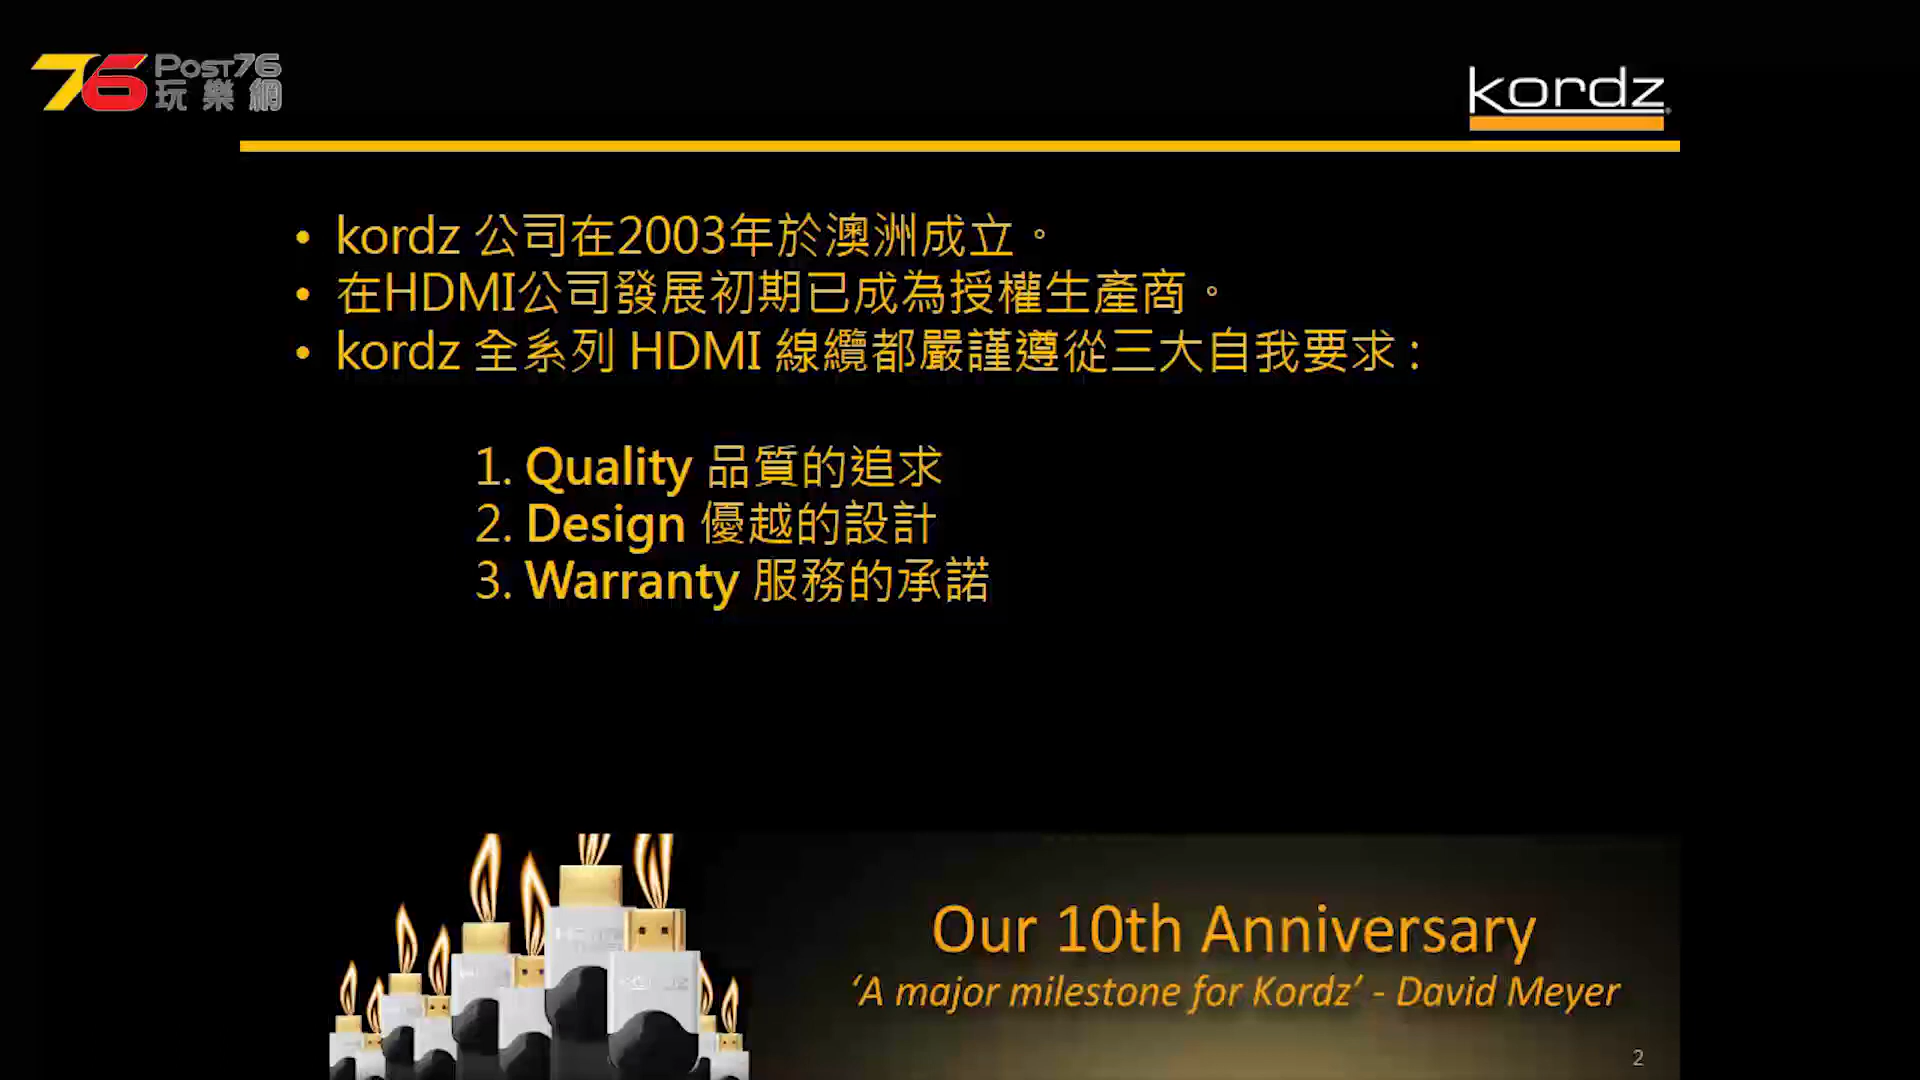 76 Post76
玩樂網
kordz
• kordz 公司在2003年於澳洲成立。
• 在HDMI公司發展初期已成為授權生產商。
• kordz 全系列 HDMI 線纜都嚴謹遵從三大自我要求 :
1. Quality 品質的追求
2. Design 優越的設計
3. Warranty 服務的承諾
Our 10th Anniversary
‘A major milestone for Kordz’ - David Meyer
2